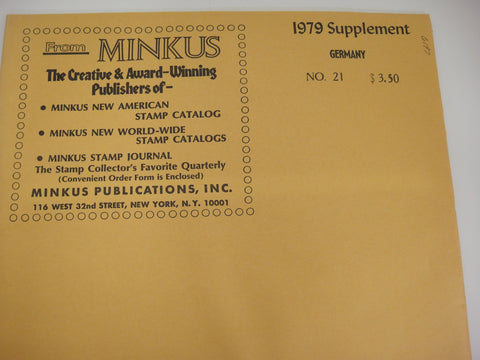 From MINKUS
The Creative & Award-Winning
Publishers of-
• MINKUS NEW AMERICAN
STAMP CATALOG
• MINKUS NEW WORLD-WIDE
STAMP CATALOGS
• MINKUS STAMP JOURNAL
The Stamp Collector's Favorite Quarterly
(Convenient Order Form is Enclosed)
MINKUS PUBLICATIONS, INC.
116 WEST 32nd STREET, NEW YORK, N.Y. 10001
1979 Supplement
GERMANY
NO. 21 $3.50